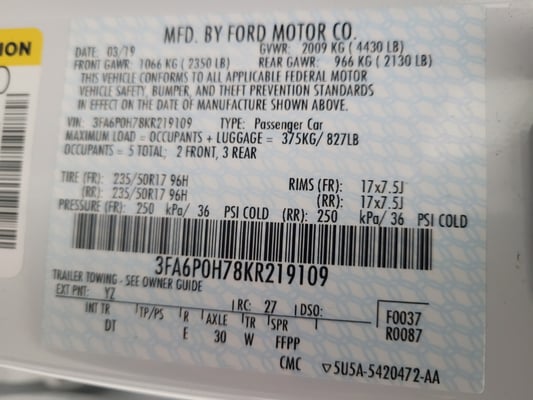 MFD. BY FORD MOTOR CO.
DATE: 03/19 GVWR: 2009 KG ( 4430 LB)
FRONT GAWR: 1066 KG ( 2350 LB) REAR GAWR: 966 KG ( 2130 LB)
THIS VEHICLE CONFORMS TO ALL APPLICABLE FEDERAL MOTOR
VEHICLE SAFETY, BUMPER, AND THEFT PREVENTION STANDARDS
IN EFFECT ON THE DATE OF MANUFACTURE SHOWN ABOVE.
VIN: 3FA6P0H78KR219109 TYPE: Passenger Car
MAXIMUM LOAD = OCCUPANTS + LUGGAGE = 375KG/ 827LB
OCCUPANTS = 5 TOTAL; 2 FRONT, 3 REAR
TIRE (FR): 235/50R17 96H RIMS (FR): 17x7.5J
(RR): 235/50R17 96H (RR): 17x7.5J
PRESSURE (FR): 250 kPa/ 36 PSI COLD (RR): 250 kPa/ 36 PSI COLD
3FA6P0H78KR219109
TRAILER TOWING - SEE OWNER GUIDE
EXT PNT: YZ RC: 27 DSO: F0037
INT TR TP/PS R AXLE TR SPR R0087
DT E 30 W FFPP
CMC ▽5U5A-5420472-AA